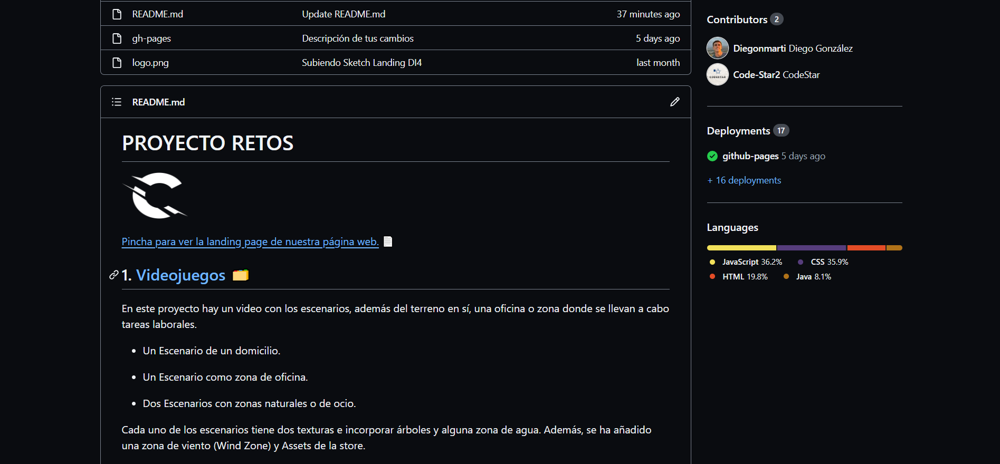 README.md Update README.md 37 minutes ago
gh-pages Descripción de tus cambios 5 days ago
logo.png Subiendo Sketch Landing DI4 last month
README.md
PROYECTO RETOS
Pincha para ver la landing page de nuestra página web.
1. Videojuegos
En este proyecto hay un video con los escenarios, además del terreno en sí, una oficina o zona donde se llevan a cabo
tareas laborales.
• Un Escenario de un domicilio.
• Un Escenario como zona de oficina.
• Dos Escenarios con zonas naturales o de ocio.
Cada uno de los escenarios tiene dos texturas e incorporar árboles y alguna zona de agua. Además, se ha añadido
una zona de viento (Wind Zone) y Assets de la store.
Contributors 2
Diegonmarti Diego González
CODESTAR
Code-Star2 CodeStar
Deployments 17
github-pages 5 days ago
+ 16 deployments
Languages
JavaScript 36.2% CSS 35.9%
HTML 19.8% Java 8.1%